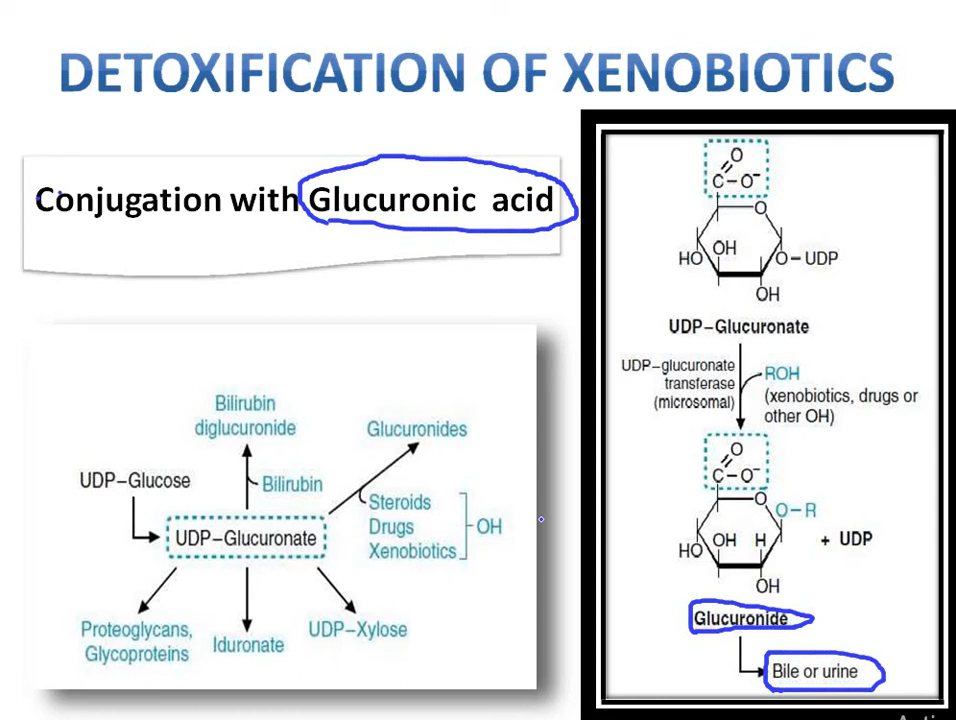 DETOXIFICATION OF XENOBIOTICS
Conjugation with Glucuronic acid
Bilirubin
diglucuronide
Glucuronides
UDP-Glucose
Bilirubin
Steroids
Drugs
Xenobiotics
OH
UDP-Glucuronate
Proteoglycans,
Glycoproteins
Iduronate
UDP-Xylose
O
C-O-
O
OH
HO
O-UDP
OH
UDP-Glucuronate
UDP-glucuronate
transferase
(microsomal)
ROH
(xenobiotics, drugs or
other OH)
O
C-O-
O
O-R
OH H
HO
OH
+ UDP
Glucuronide
Bile or urine